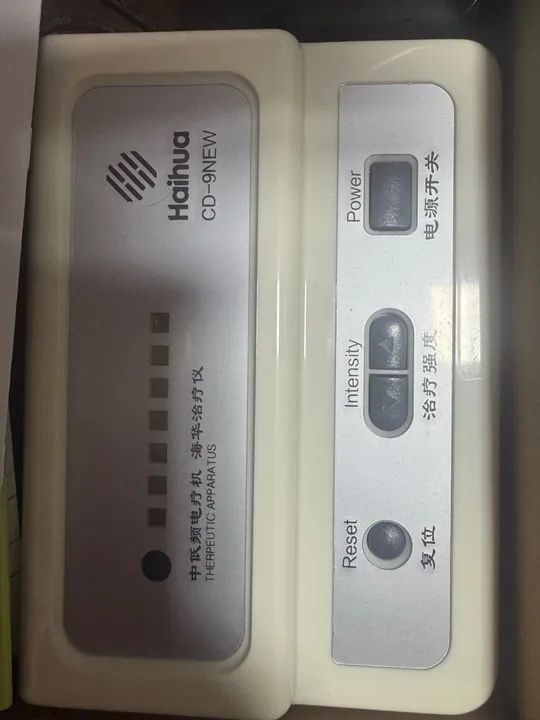 Haihua
CD-9NEW
中低频电疗机 海华治疗仪
THERPEUTIC APPARATUS
Power
电源开关
Intensity
治疗强度
Reset
复位